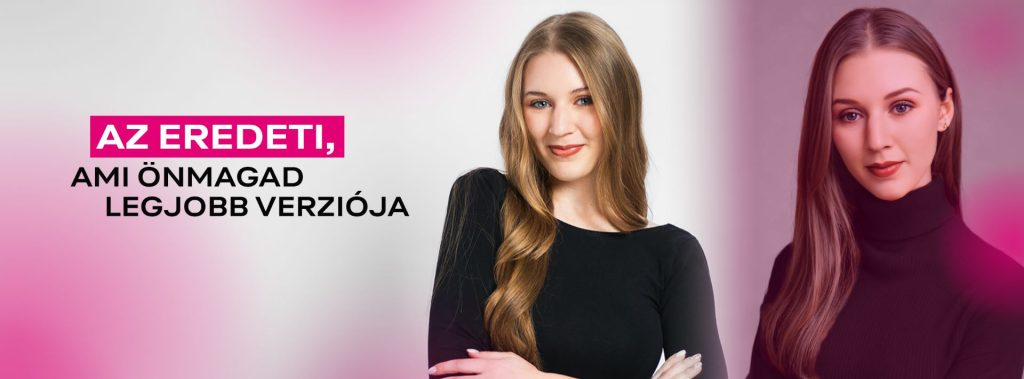 AZ EREDETI,
AMI ÖNMAGAD
LEGJOBB VERZIÓJA